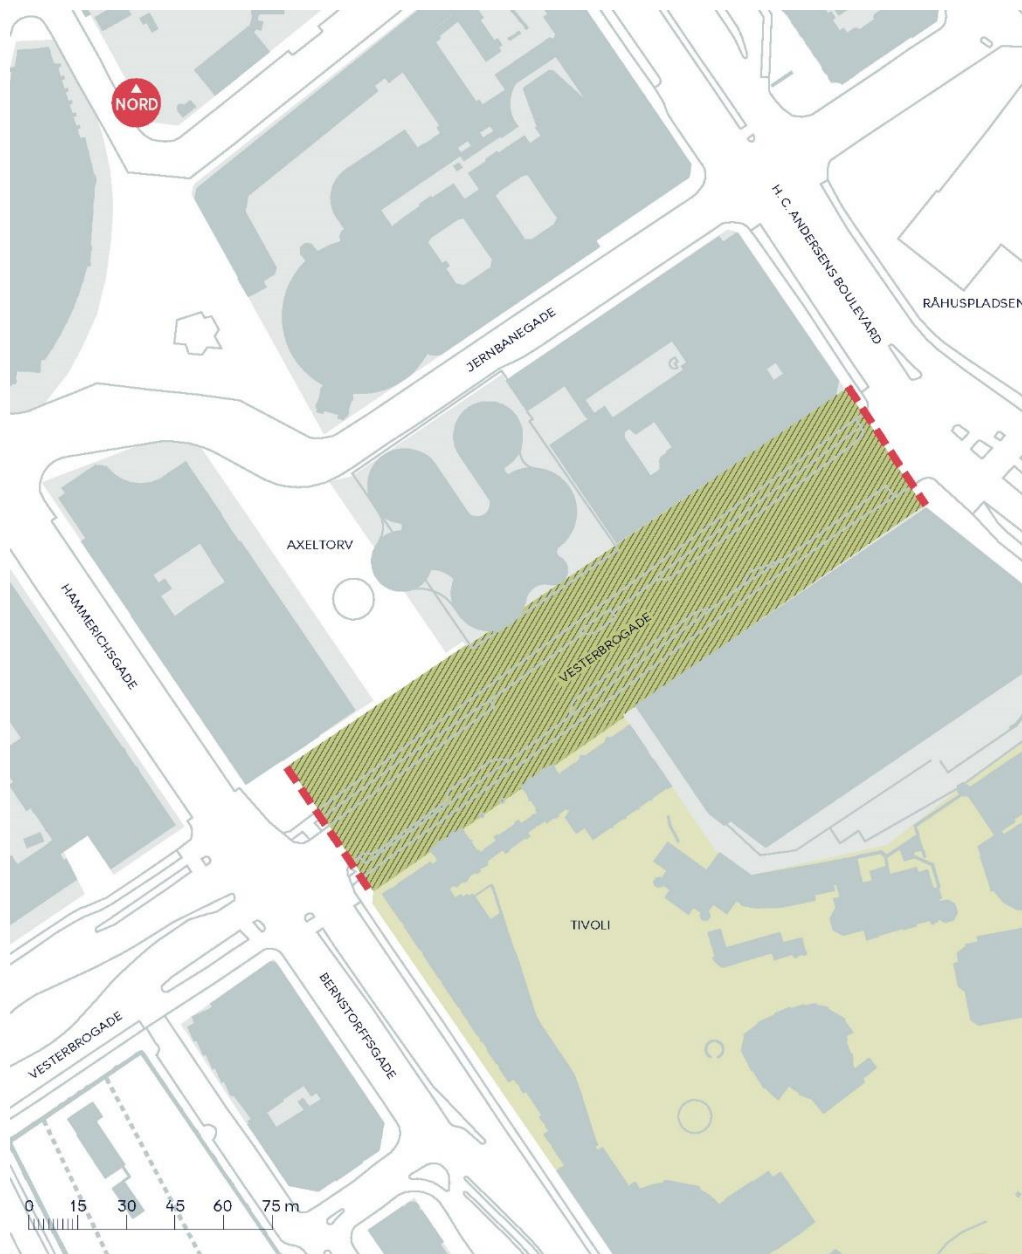 NORD
H. C. ANDERSENS BOULEVARD
RÅHUSPLADSEN
JERNBANEGADE
AXELTORV
HAMMERICHSGADE
VESTERBROGADE
TIVOLI
BERNSTORFFSGADE
VESTERBROGADE
0 15 30 45 60 75 m